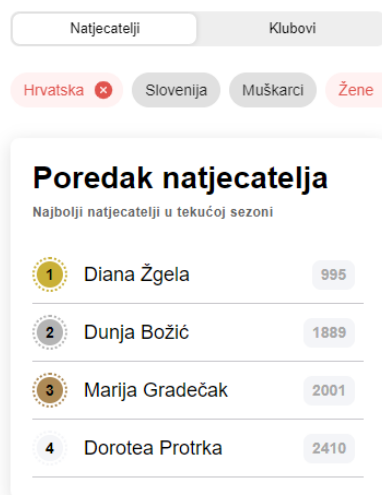 Natjecatelji Klubovi
Hrvatska Slovenija Muškarci Žene
Poredak natjecatelja
Najbolji natjecatelji u tekućoj sezoni
1 Diana Žgela 995
2 Dunja Božić 1889
3 Marija Gradečak 2001
4 Dorotea Protrka 2410